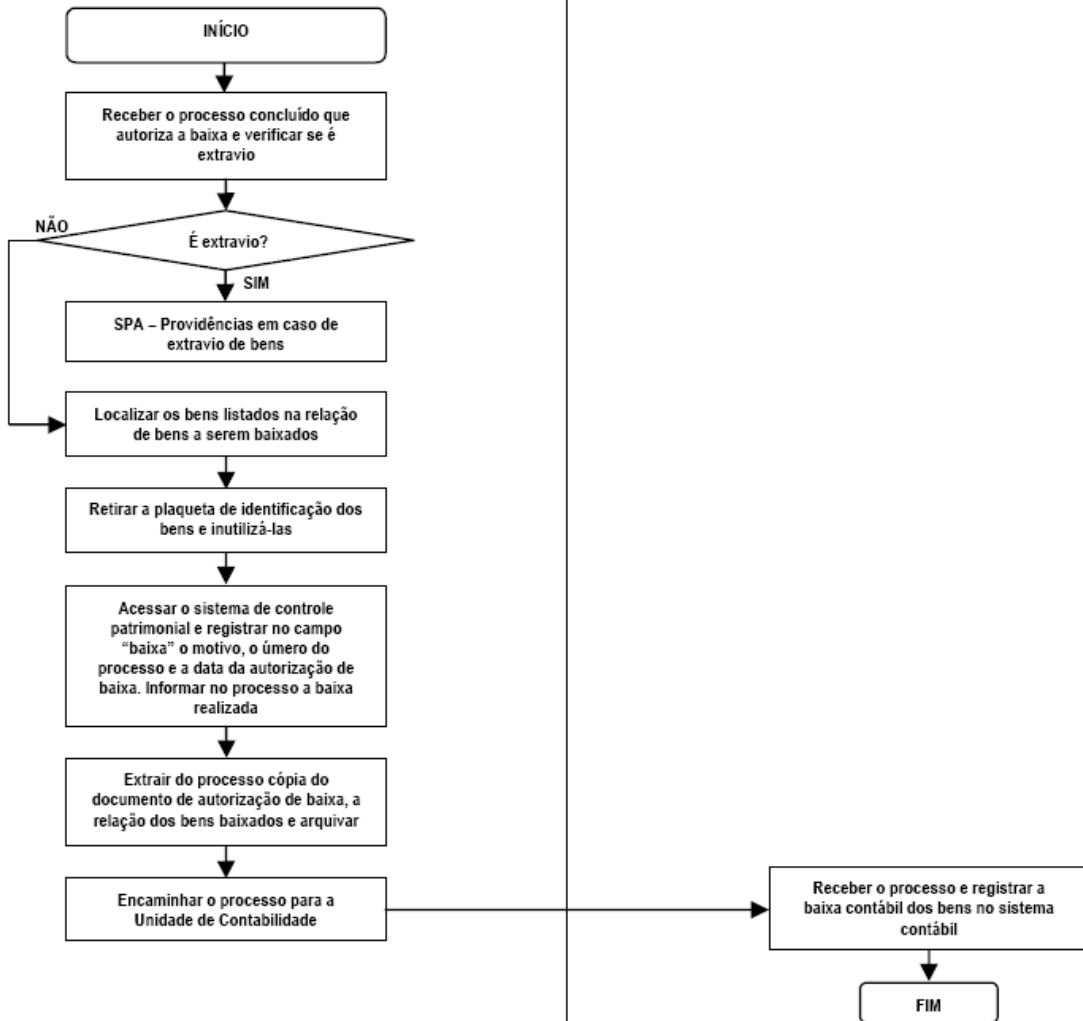 INÍCIO
Receber o processo concluído que
autoriza a baixa e verificar se é
extravio
NÃO
É extravio?
SIM
SPA – Providências em caso de
extravio de bens
Localizar os bens listados na relação
de bens a serem baixados
Retirar a plaqueta de identificação dos
bens e inutilizá-las
Acessar o sistema de controle
patrimonial e registrar no campo
“baixa” o motivo, o úmero do
processo e a data da autorização de
baixa. Informar no processo a baixa
realizada
Extrair do processo cópia do
documento de autorização de baixa, a
relação dos bens baixados e arquivar
Encaminhar o processo para a
Unidade de Contabilidade
Receber o processo e registrar a
baixa contábil dos bens no sistema
contábil
FIM